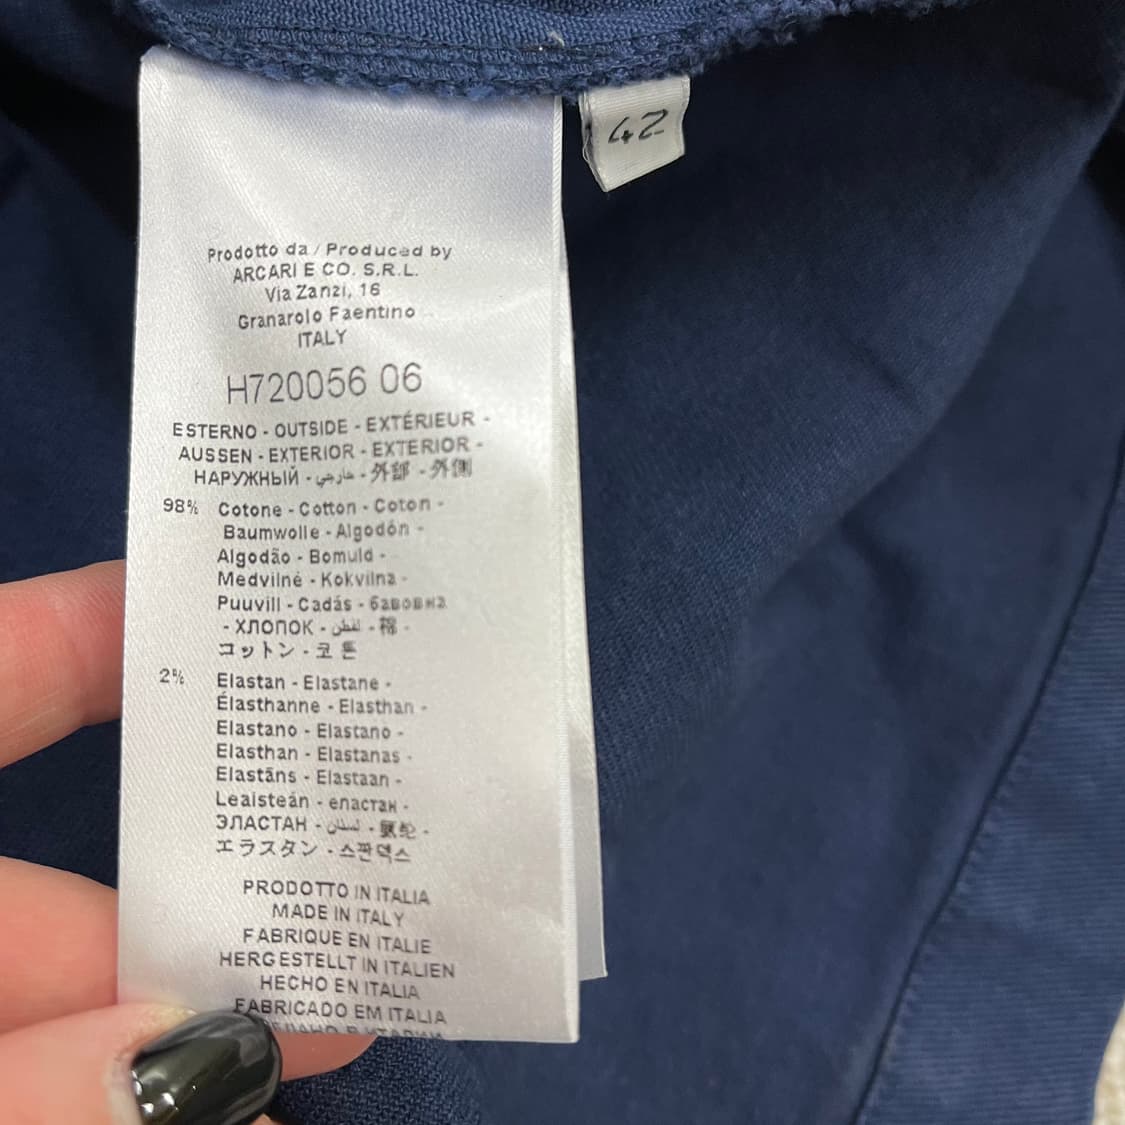 42
Prodotto da / Produced by
ARCARI E CO. S.R.L.
Via Zanzi, 16
Granarolo Faentino
ITALY
H720056 06
ESTERNO - OUTSIDE - EXTÉRIEUR -
AUSSEN - EXTERIOR - EXTERIOR -
НАРУЖНЫЙ - خارجي - 外部 - 外側
98% Cotone - Cotton - Coton -
Baumwolle - Algodón -
Algodão - Bomuld -
Medvilnė - Kokvilna -
Puuvill - Cadás - бавовна
- ХЛОПОК - لقطن - 棉 -
コットン - 코튼
2% Elastan - Elastane -
Élasthanne - Elasthan -
Elastano - Elastano -
Elasthan - Elastanas -
Elastāns - Elastaan -
Leaisteán - еластан -
ЭЛАСТАН -
エラスタン - 스판덱스
PRODOTTO IN ITALIA
MADE IN ITALY
FABRIQUE EN ITALIE
HERGESTELLT IN ITALIEN
HECHO EN ITALIA
FABRICADO EM ITALIA